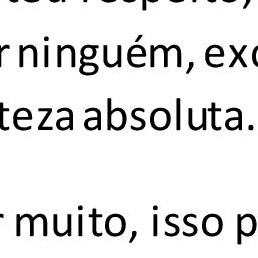 r ninguém, exc
teza absoluta.
r muito, isso p